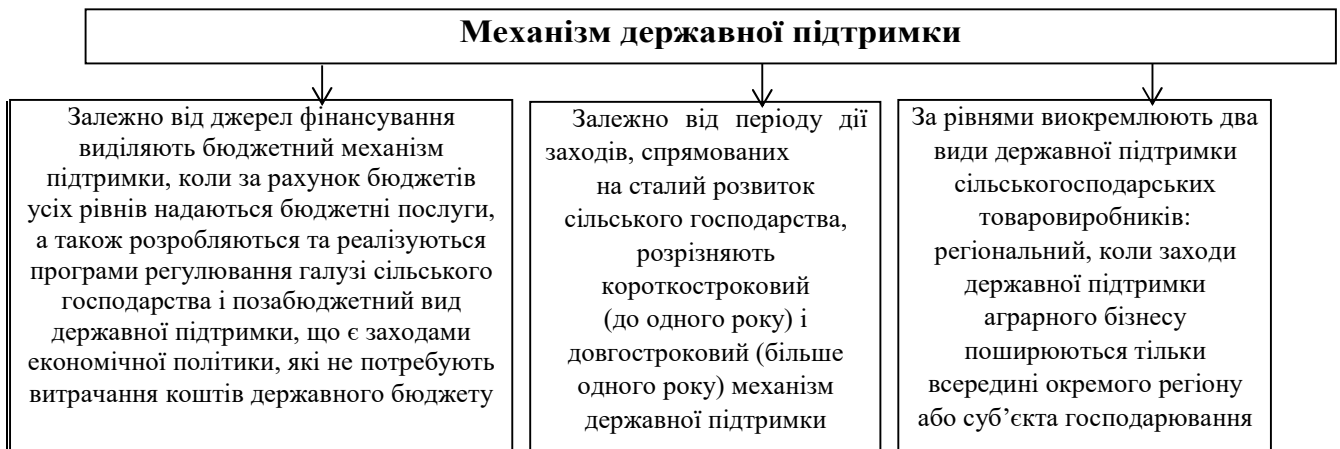 Механізм державної підтримки
Залежно від джерел фінансування
виділяють бюджетний механізм
підтримки, коли за рахунок бюджетів
усіх рівнів надаються бюджетні послуги,
а також розробляються та реалізуються
програми регулювання галузі сільського
господарства і позабюджетний вид
державної підтримки, що є заходами
економічної політики, які не потребують
витрачання коштів державного бюджету
Залежно від періоду дії
заходів, спрямованих
на сталий розвиток
сільського господарства,
розрізняють
короткостроковий
(до одного року) і
довгостроковий (більше
одного року) механізм
державної підтримки
За рівнями виокремлюють два
види державної підтримки
сільськогосподарських
товаровиробників:
регіональний, коли заходи
державної підтримки
аграрного бізнесу
поширюються тільки
всередині окремого регіону
або суб’єкта господарювання